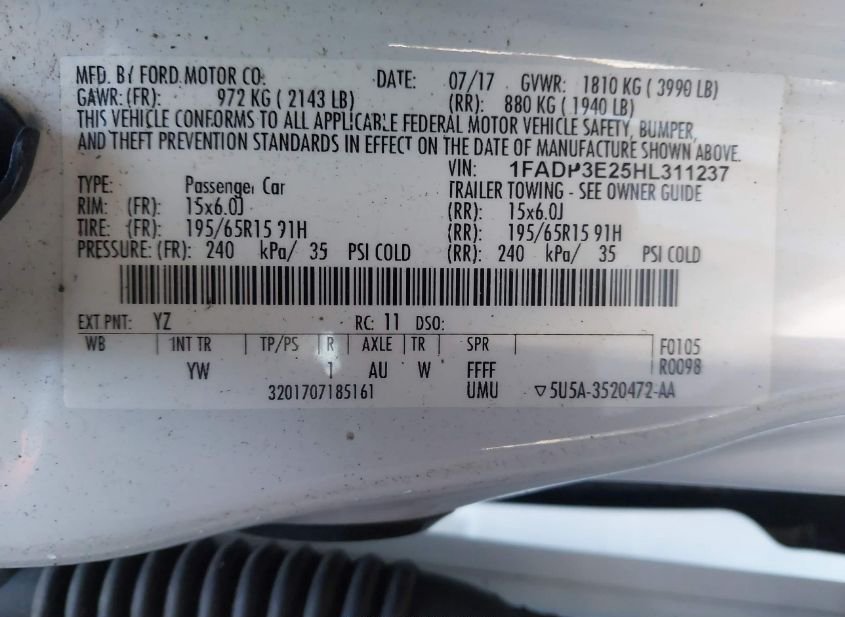 MFD. BY FORD MOTOR CO. DATE: 07/17 GVWR: 1810 KG ( 3990 LB)
GAWR: (FR): 972 KG ( 2143 LB) (RR): 880 KG ( 1940 LB)
THIS VEHICLE CONFORMS TO ALL APPLICABLE FEDERAL MOTOR VEHICLE SAFETY, BUMPER,
AND THEFT PREVENTION STANDARDS IN EFFECT ON THE DATE OF MANUFACTURE SHOWN ABOVE.
VIN: 1FADP3E25HL311237
TYPE: Passenger Car TRAILER TOWING - SEE OWNER GUIDE
RIM: (FR): 15x6.0J (RR): 15x6.0J
TIRE: (FR): 195/65R15 91H (RR): 195/65R15 91H
PRESSURE: (FR): 240 kPa/ 35 PSI COLD (RR): 240 kPa/ 35 PSI COLD
EXT PNT: YZ RC: 11 DSO:
WB INT TR TP/PS R AXLE TR SPR F0105
YW 1 AU W FFFF R0098
3201707185161 UMU ▽5U5A-3520472-AA